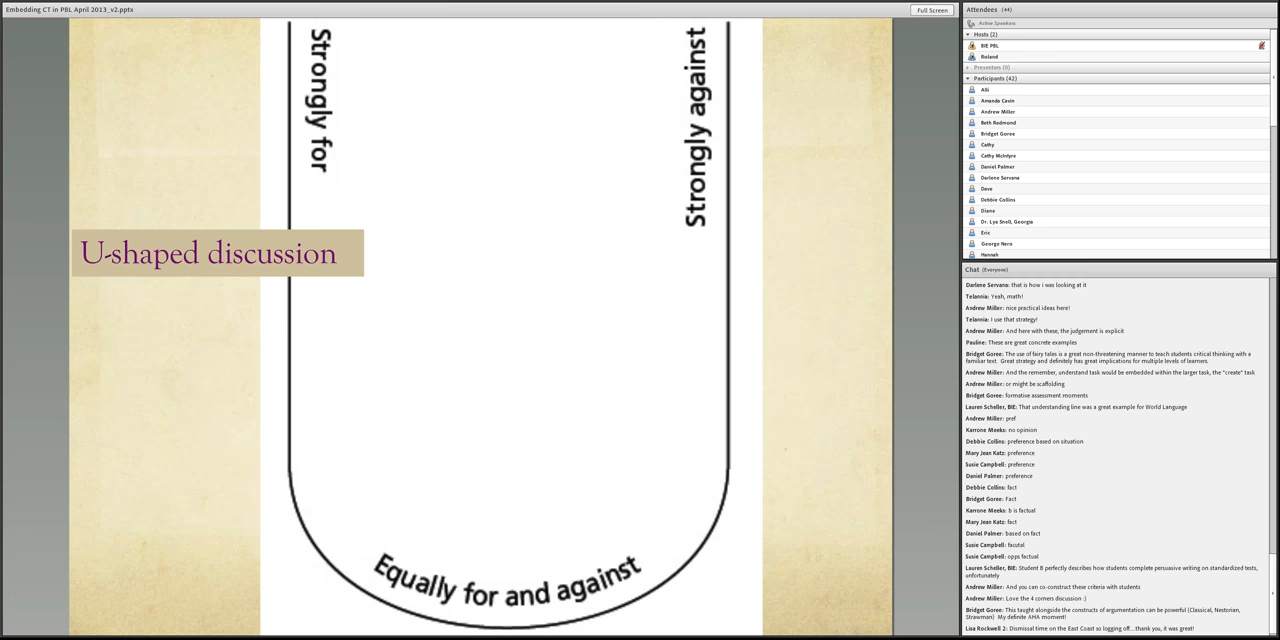 Embedding CT in PBL April 2013_v2.pptx
Full Screen
Strongly for
Strongly against
U-shaped discussion
Equally for and against
Attendees (44)
Active Speakers
Hosts (2)
BIE PBL
Roland
Presenters (0)
Participants (42)
Alli
Amanda Cavin
Andrew Miller
Beth Redmond
Bridget Goree
Cathy
Cathy McIntyre
Daniel Palmer
Darlene Servana
Dave
Debbie Collins
Diane
Dr. Lya Snell, Georgia
Eric
George Nero
Hannah
Chat (Everyone)
Darlene Servana: that is how i was looking at it
Telannia: Yeah, math!
Andrew Miller: nice practical ideas here!
Telannia: I use that strategy!
Andrew Miller: And here with these, the judgement is explicit
Pauline: These are great concrete examples
Bridget Goree: The use of fairy tales is a great non-threatening manner to teach students critical thinking with a
familiar text. Great strategy and definitely has great implications for multiple levels of learners.
Andrew Miller: And the remember, understand task would be embedded within the larger task, the "create" task
Andrew Miller: or might be scaffolding
Bridget Goree: formative assessment moments
Lauren Scheller, BIE: That understanding line was a great example for World Language
Andrew Miller: pref
Karrone Meeks: no opinion
Debbie Collins: preference based on situation
Mary Jean Katz: preference
Susie Campbell: preference
Daniel Palmer: preference
Debbie Collins: fact
Bridget Goree: Fact
Karrone Meeks: b is factual
Mary Jean Katz: fact
Daniel Palmer: based on fact
Susie Campbell: facutal
Susie Campbell: opps factual
Lauren Scheller, BIE: Student B perfectly describes how students complete persuasive writing on standardized tests,
unfortunately
Andrew Miller: And you can co-construct these criteria with students
Andrew Miller: Love the 4 corners discussion :)
Bridget Goree: This taught alongside the constructs of argumentation can be powerful (Classical, Nestorian,
Strawman) My definite AHA moment!
Lisa Rockwell 2: Dismissal time on the East Coast so logging off...thank you, it was great!